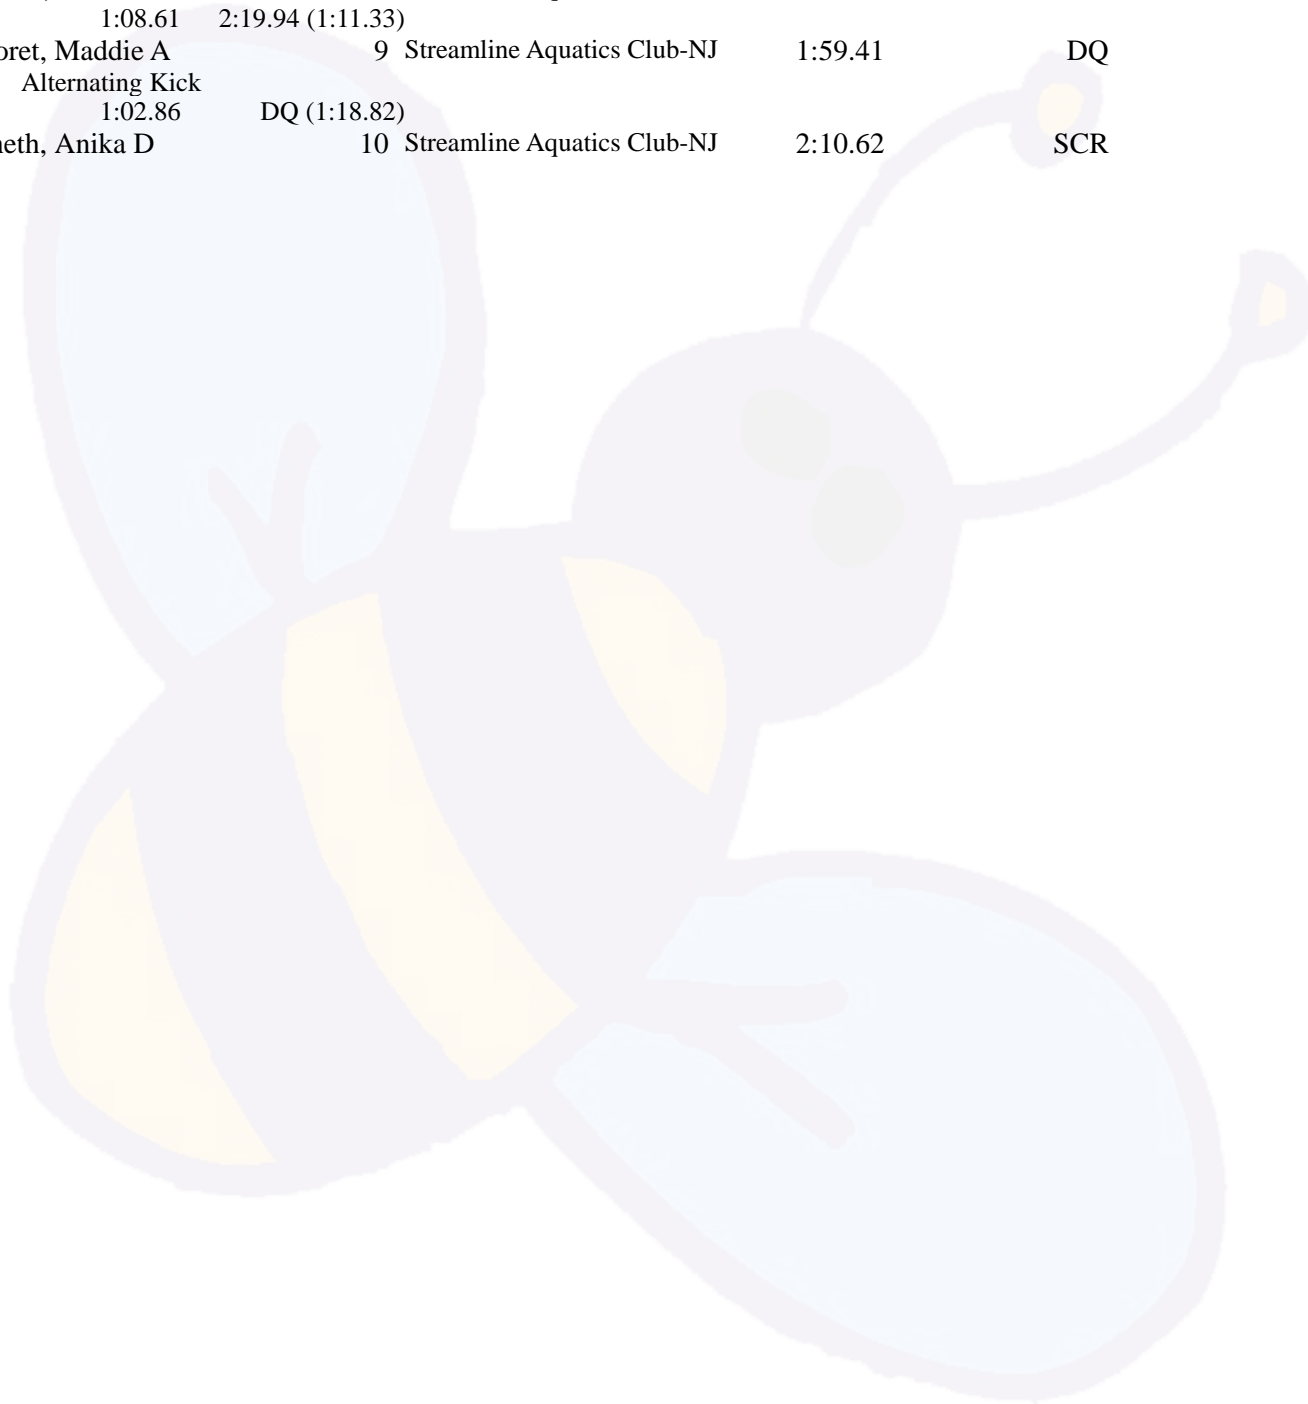 1:08.61 2:19.94 (1:11.33)
oret, Maddie A 9 Streamline Aquatics Club-NJ 1:59.41 DQ
Alternating Kick
1:02.86 DQ (1:18.82)
neth, Anika D 10 Streamline Aquatics Club-NJ 2:10.62 SCR